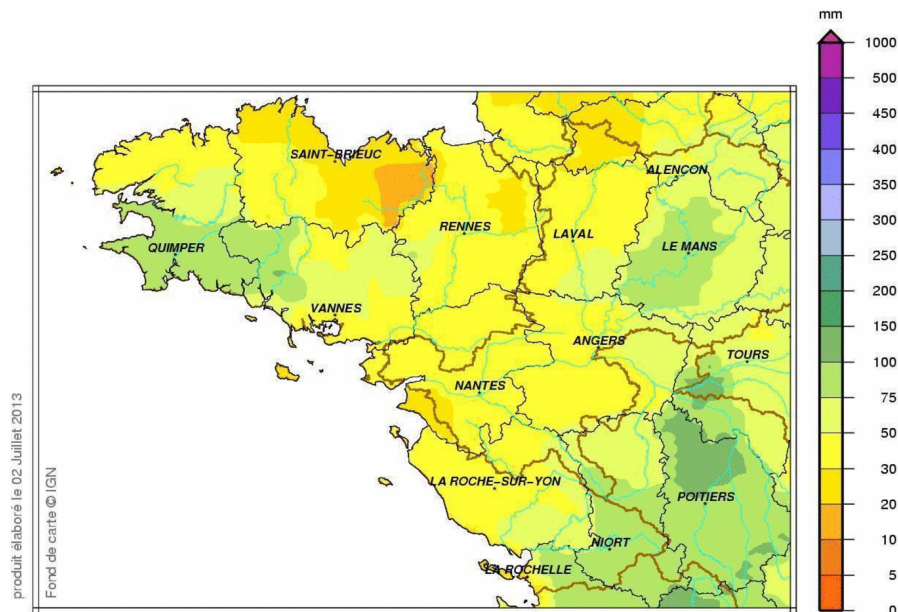 mm
1000
500
450
400
350
300
250
200
150
100
75
50
30
20
10
5
0
SAINT-BRIEUC
ALENÇON
RENNES
LAVAL
LE MANS
QUIMPER
VANNES
ANGERS
TOURS
NANTES
LA ROCHE-SUR-YON
POITIERS
NIORT
LA ROCHELLE
produit élaboré le 02 Juillet 2013
Fond de carte © IGN